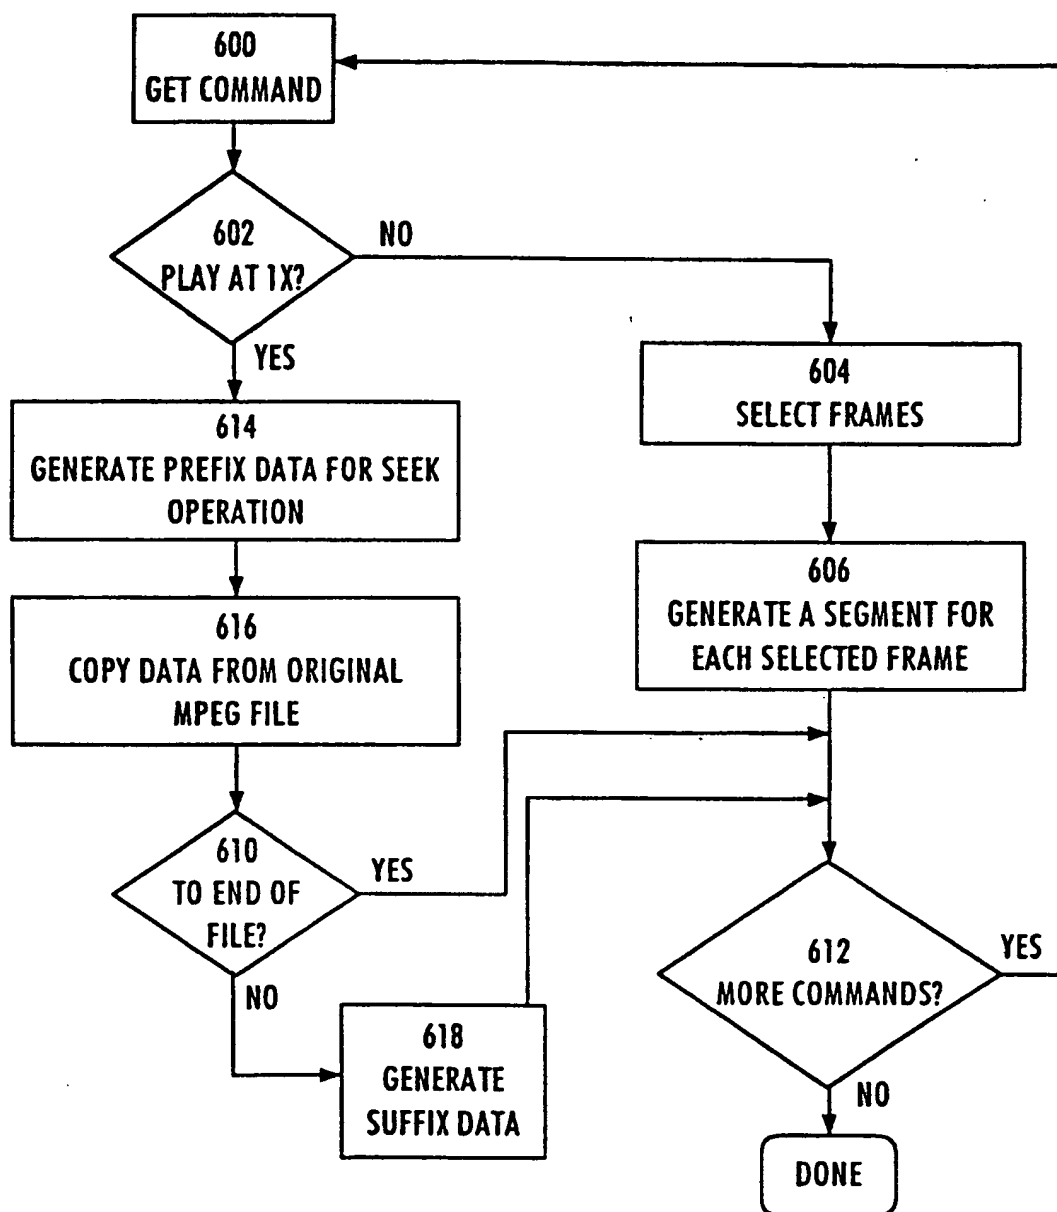 600
GET COMMAND
602
PLAY AT 1X?
NO
YES
604
SELECT FRAMES
614
GENERATE PREFIX DATA FOR SEEK
OPERATION
606
GENERATE A SEGMENT FOR
EACH SELECTED FRAME
616
COPY DATA FROM ORIGINAL
MPEG FILE
610
TO END OF
FILE?
YES
NO
612
MORE COMMANDS?
YES
618
GENERATE
SUFFIX DATA
NO
DONE